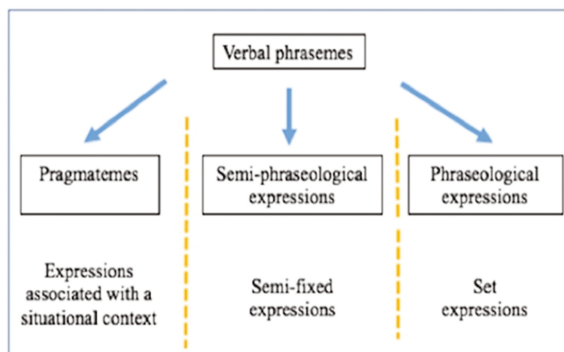 Verbal phrasemes
Pragmatemes
Semi-phraseological
expressions
Phraseological
expressions
Expressions
associated with a
situational context
Semi-fixed
expressions
Set
expressions